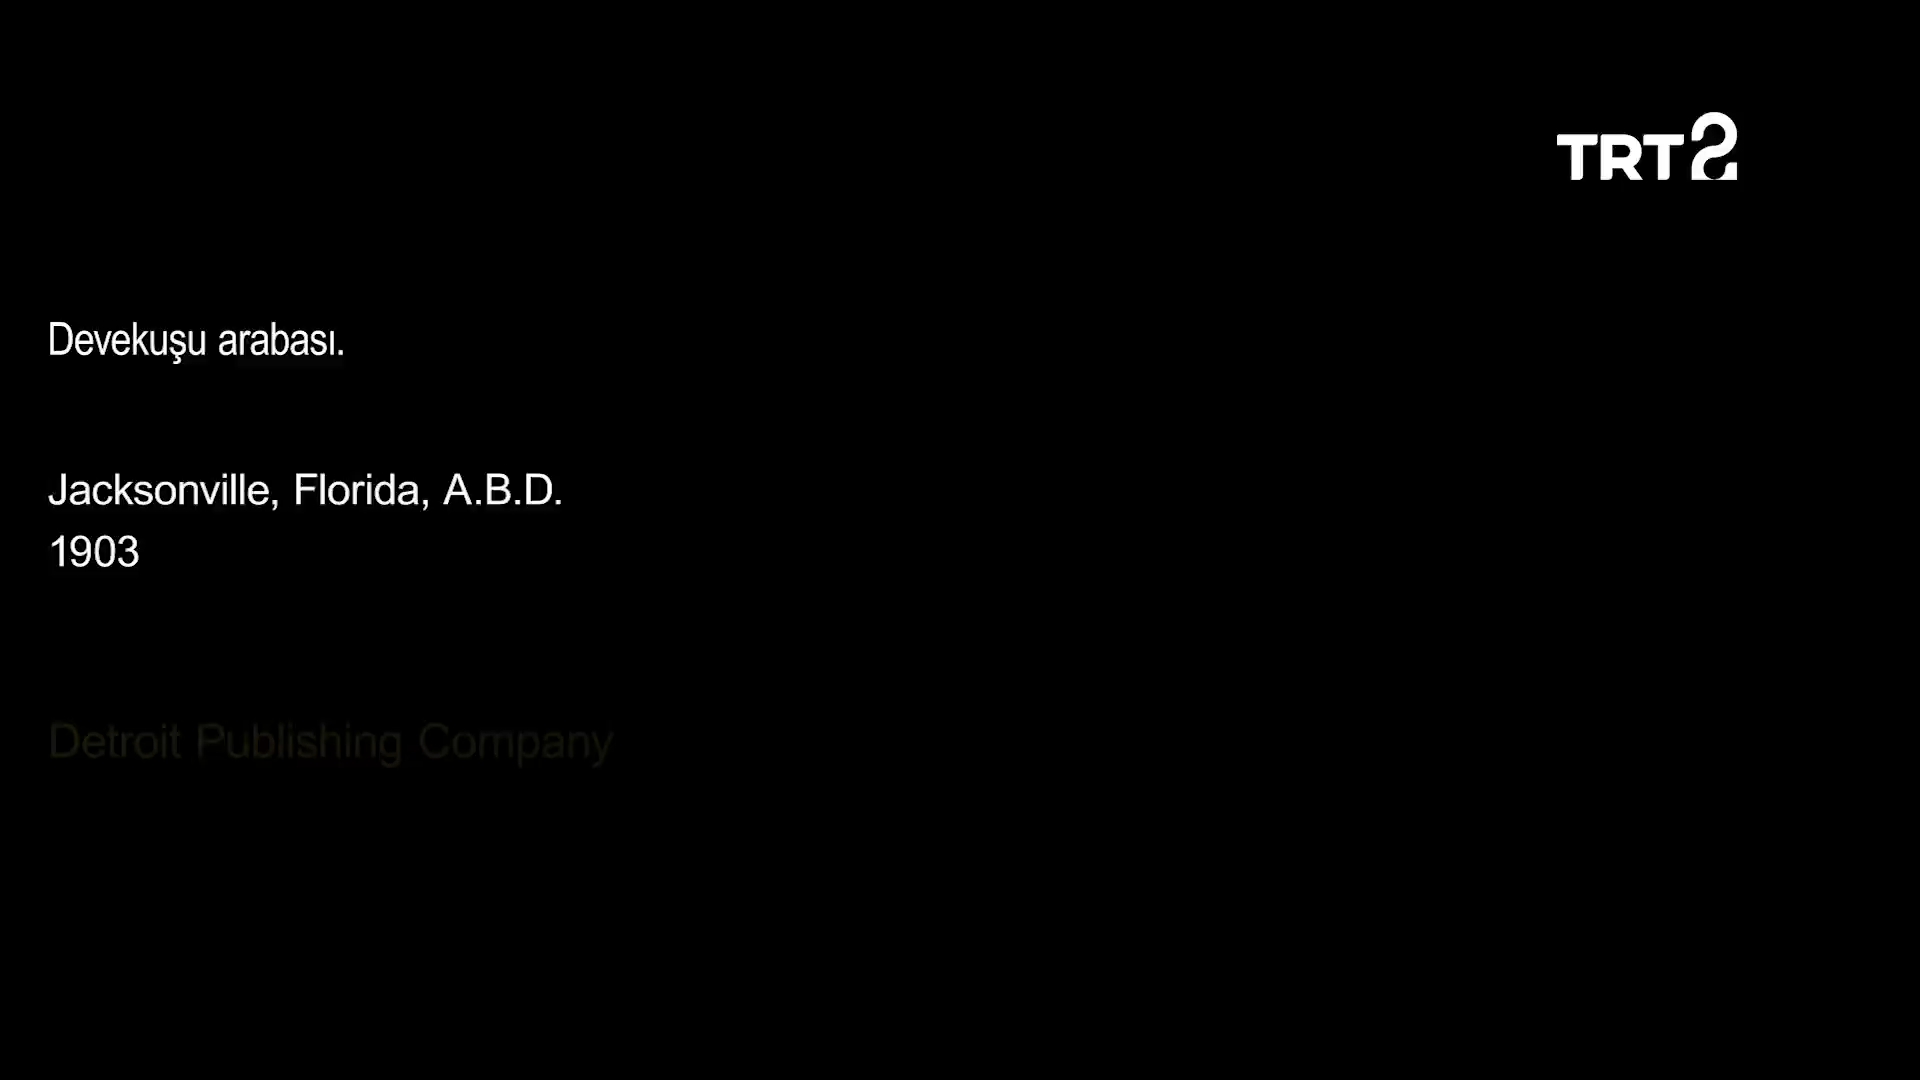 TRT2
Devekuşu arabası.
Jacksonville, Florida, A.B.D.
1903
Detroit Publishing Company